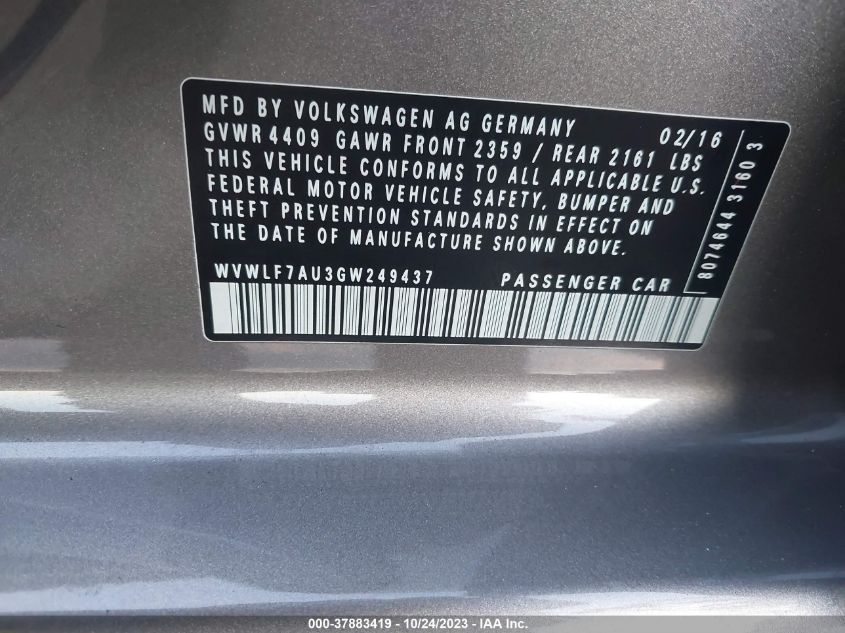 MFD BY VOLKSWAGEN AG GERMANY 02/16
GVWR 4409 GAWR FRONT 2359 / REAR 2161 LBS
THIS VEHICLE CONFORMS TO ALL APPLICABLE U.S.
FEDERAL MOTOR VEHICLE SAFETY, BUMPER AND
THEFT PREVENTION STANDARDS IN EFFECT ON
THE DATE OF MANUFACTURE SHOWN ABOVE.
WVWLF7AU3GW249437 PASSENGER CAR
8074644 3160 3
000-37883419 - 10/24/2023 - IAA Inc.